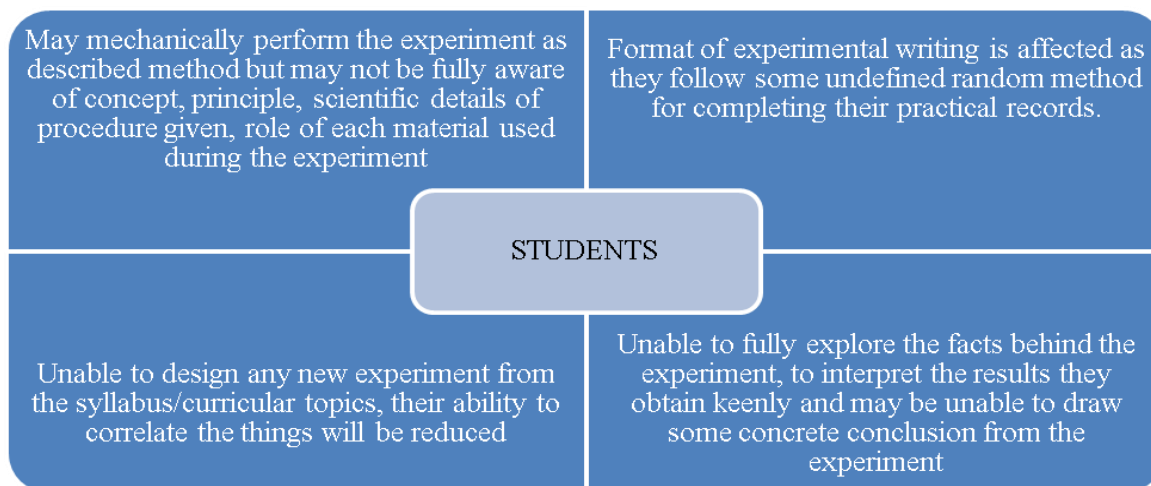 May mechanically perform the experiment as
described method but may not be fully aware
of concept, principle, scientific details of
procedure given, role of each material used
during the experiment
Format of experimental writing is affected as
they follow some undefined random method
for completing their practical records.
STUDENTS
Unable to design any new experiment from
the syllabus/curricular topics, their ability to
correlate the things will be reduced
Unable to fully explore the facts behind the
experiment, to interpret the results they
obtain keenly and may be unable to draw
some concrete conclusion from the
experiment